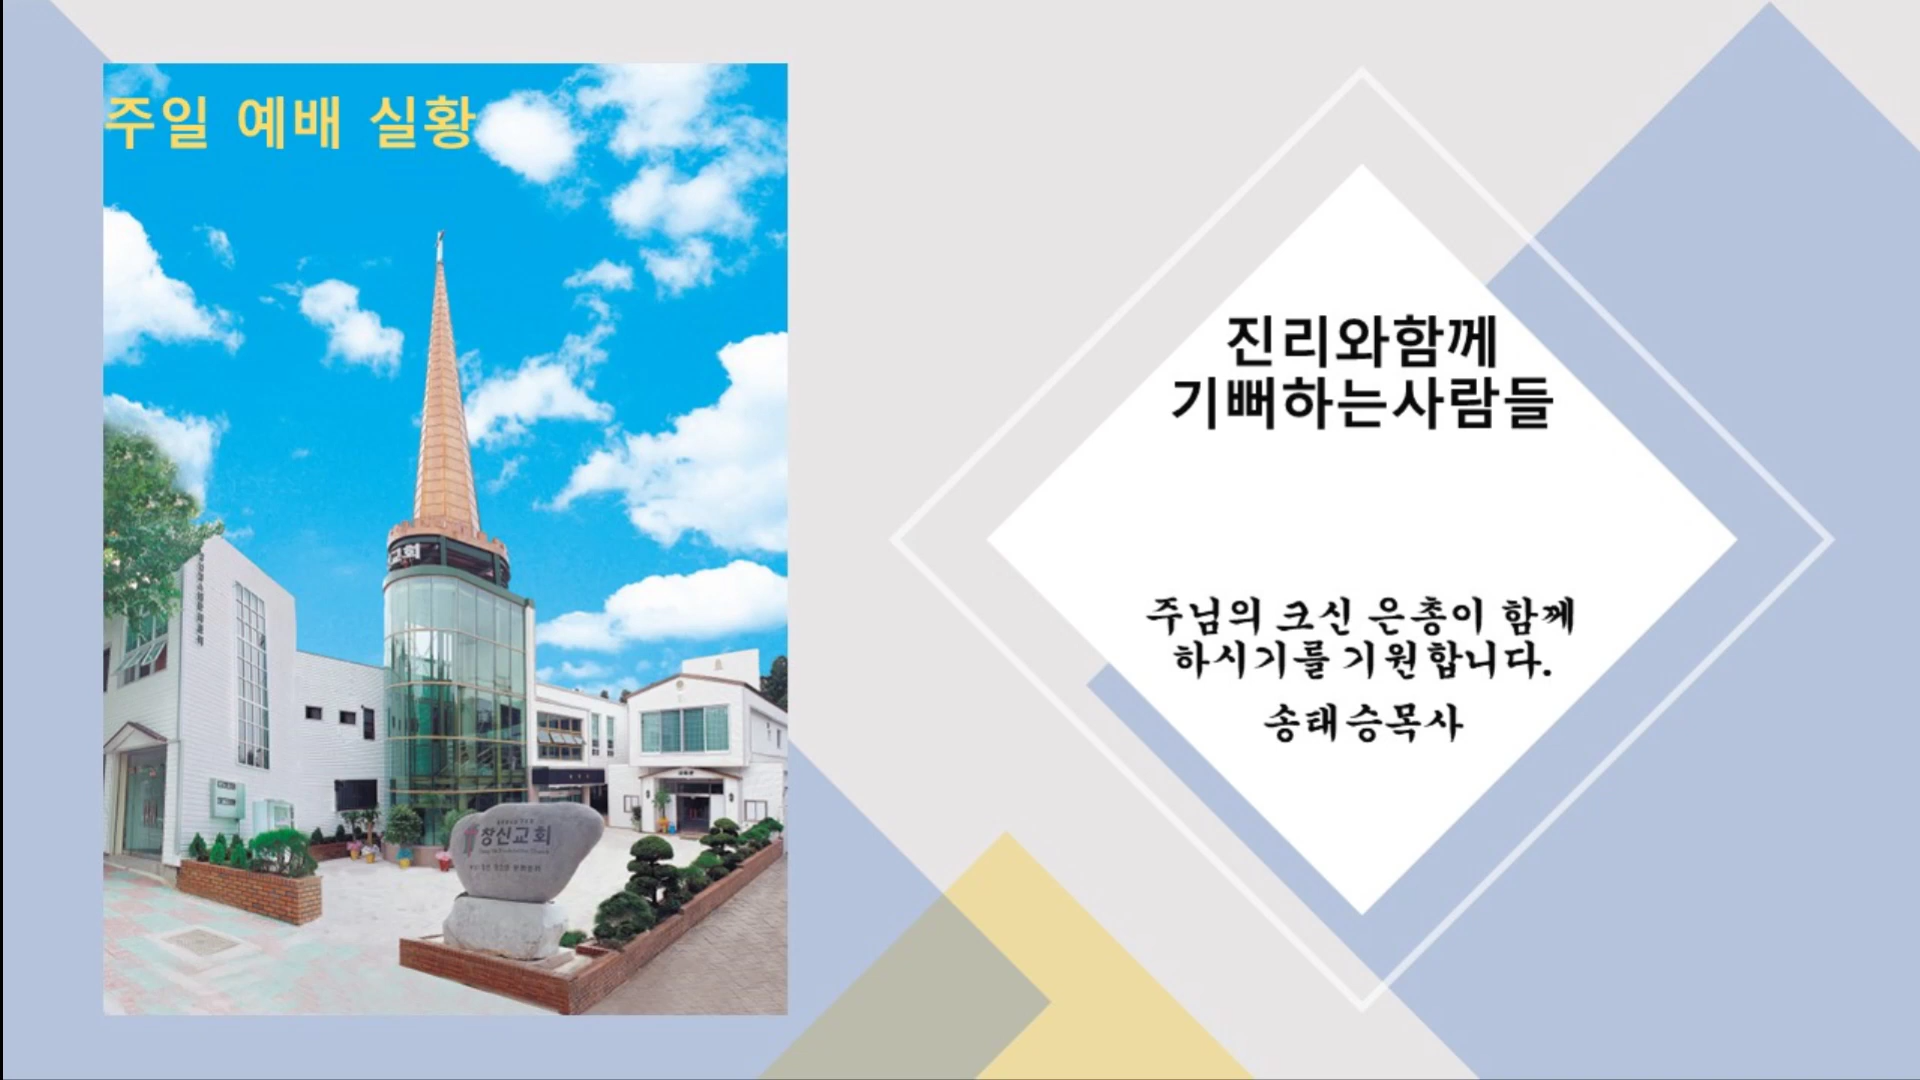 주일 예배 실황
교회
창신교회
진리와함께
기뻐하는사람들
주님의 크신 은총이 함께
하시기를 기원합니다.
송태승목사